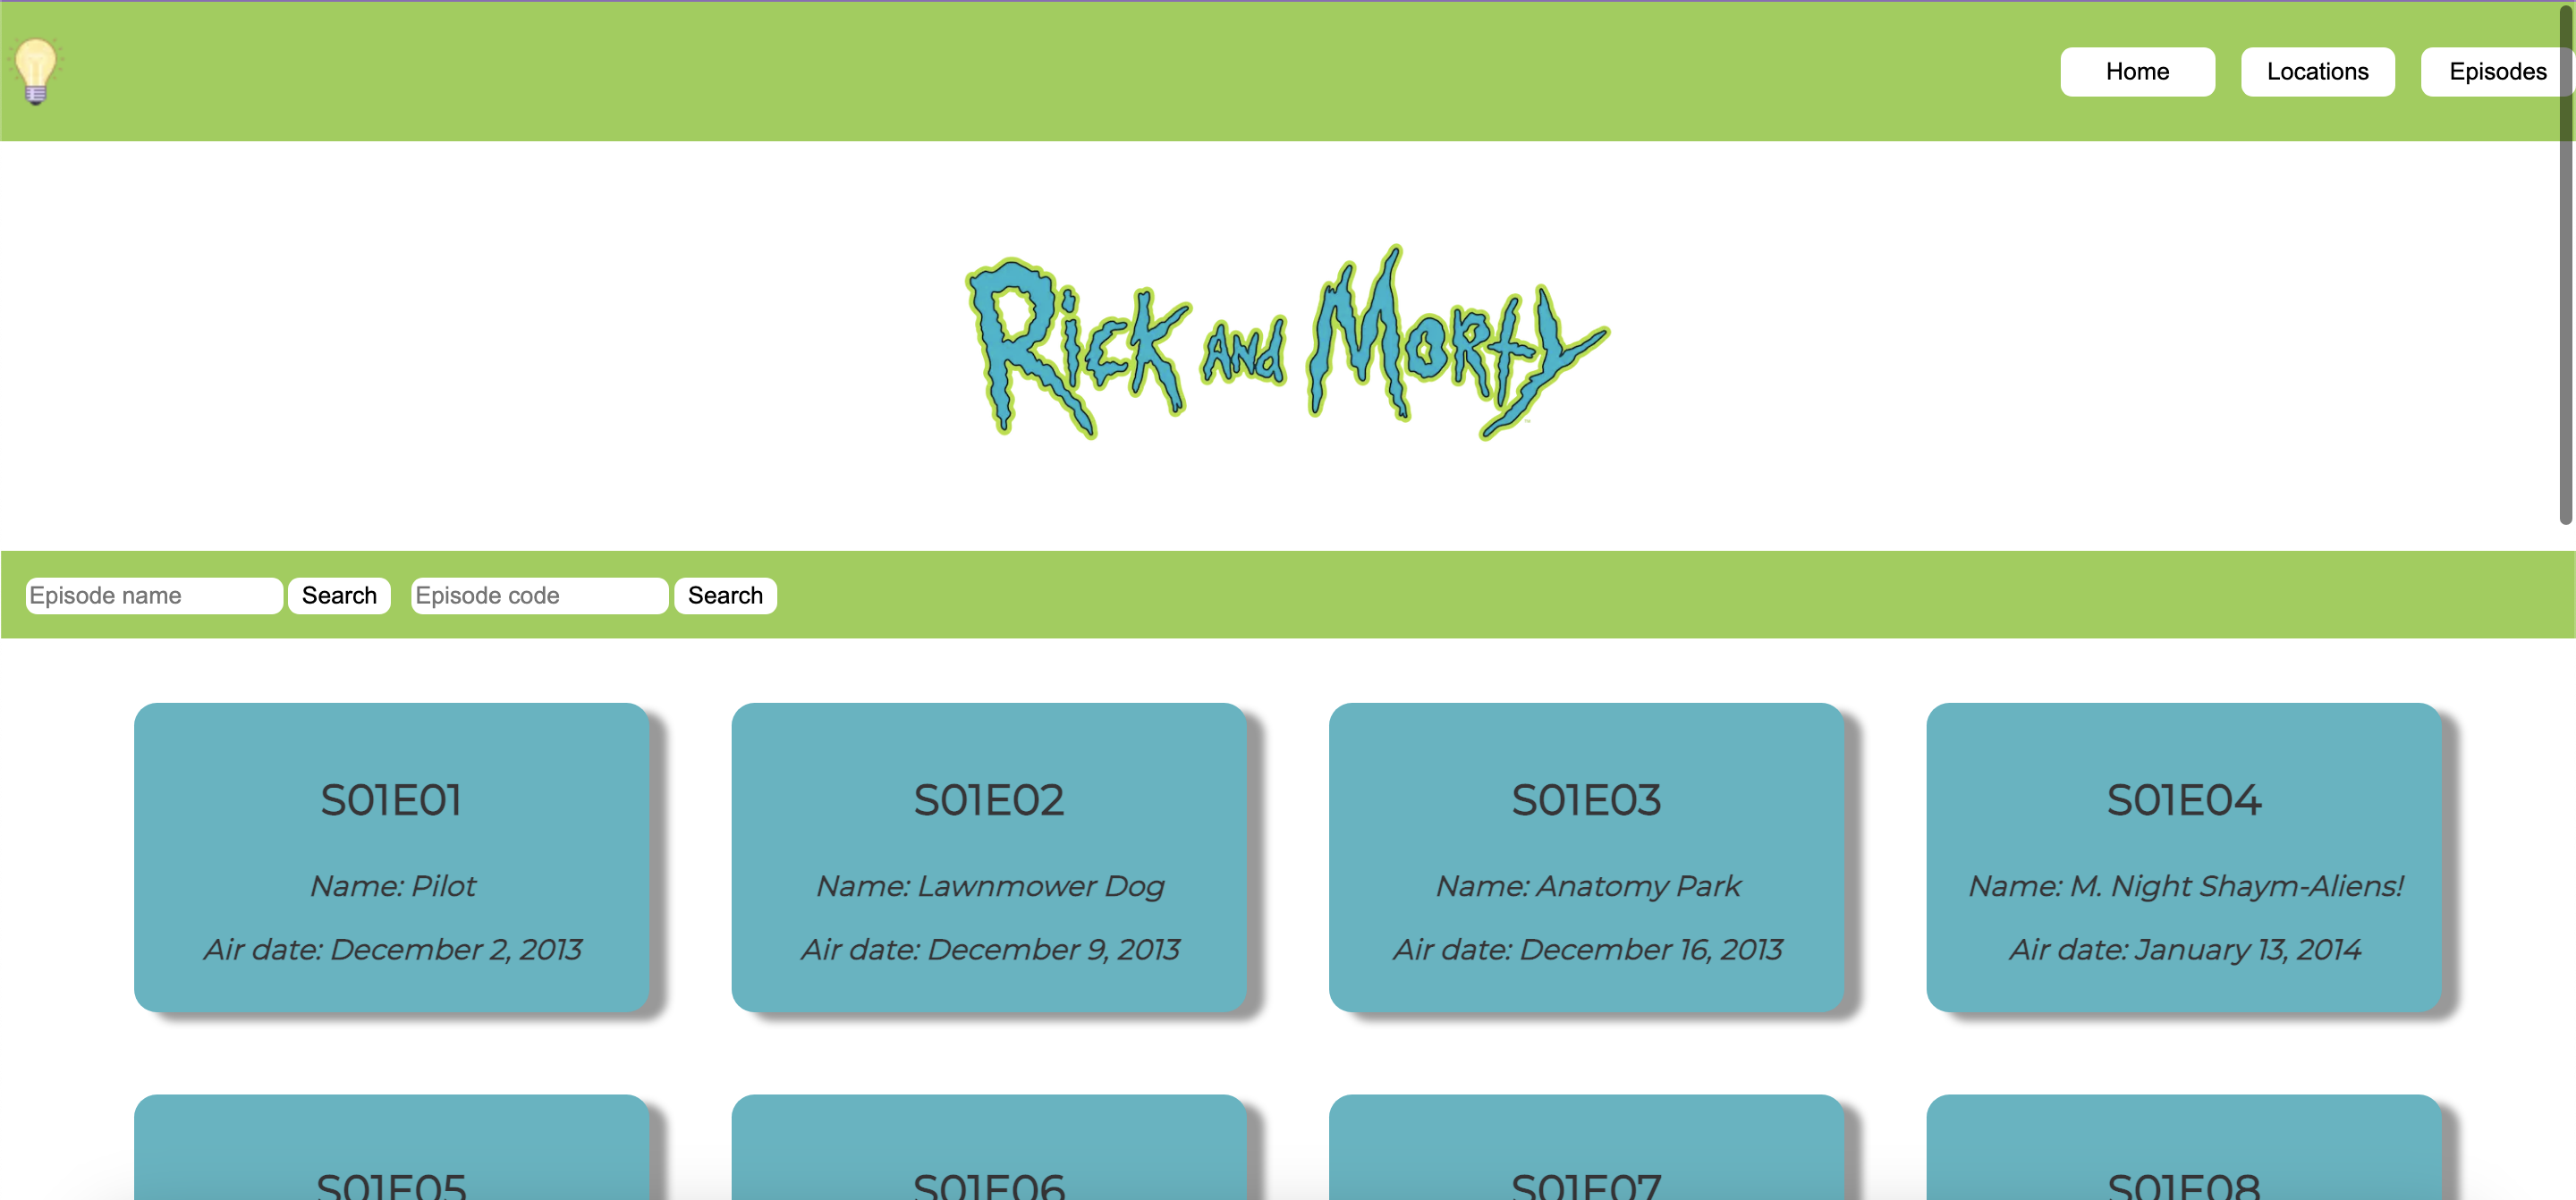 Home Locations Episodes
Rick and Morty
Episode name Search Episode code Search
S01E01
Name: Pilot
Air date: December 2, 2013
S01E02
Name: Lawnmower Dog
Air date: December 9, 2013
S01E03
Name: Anatomy Park
Air date: December 16, 2013
S01E04
Name: M. Night Shaym-Aliens!
Air date: January 13, 2014
S01E05
S01E06
S01E07
S01E08